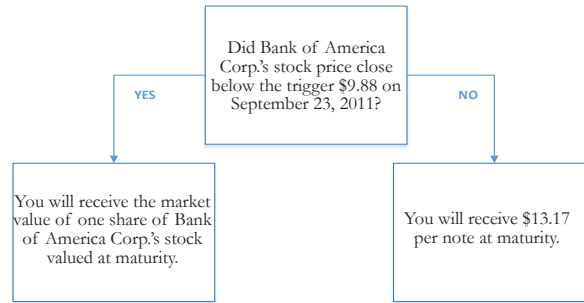 Did Bank of America
Corp.'s stock price close
below the trigger $9.88 on
September 23, 2011?
YES
NO
You will receive the market
value of one share of Bank
of America Corp.'s stock
valued at maturity.
You will receive $13.17
per note at maturity.